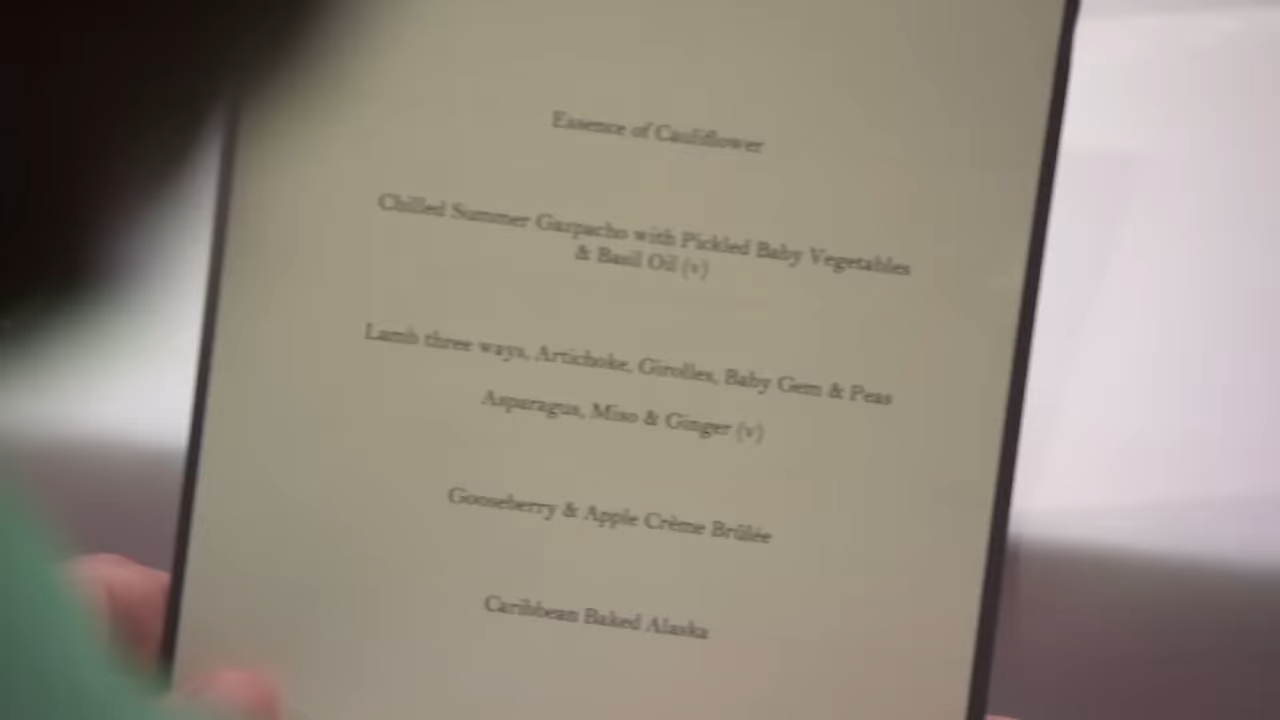 Essence of Cauliflower
Chilled Summer Gazpacho with Pickled Baby Vegetables
& Basil Oil (v)
Lamb three ways, Artichoke, Girolles, Baby Gem & Peas
Asparagus, Miso & Ginger (v)
Gooseberry & Apple Crème Brûlée
Caribbean Baked Alaska